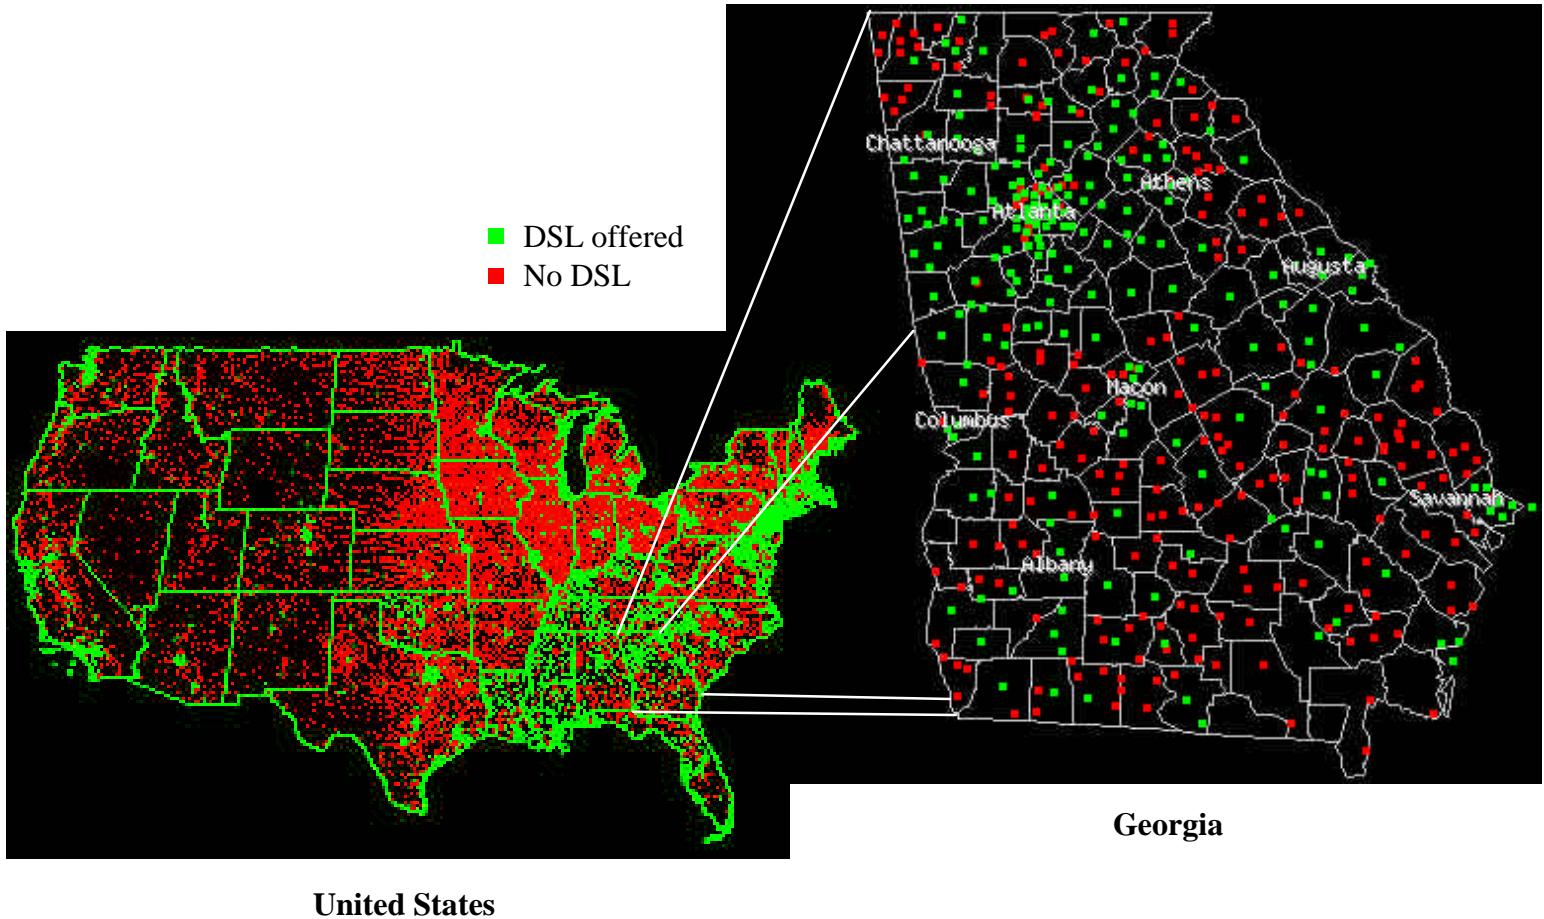 Chattanooga
Athens
Atlanta
DSL offered
No DSL
Augusta
Macon
Columbus
Savannah
Albany
Georgia
United States